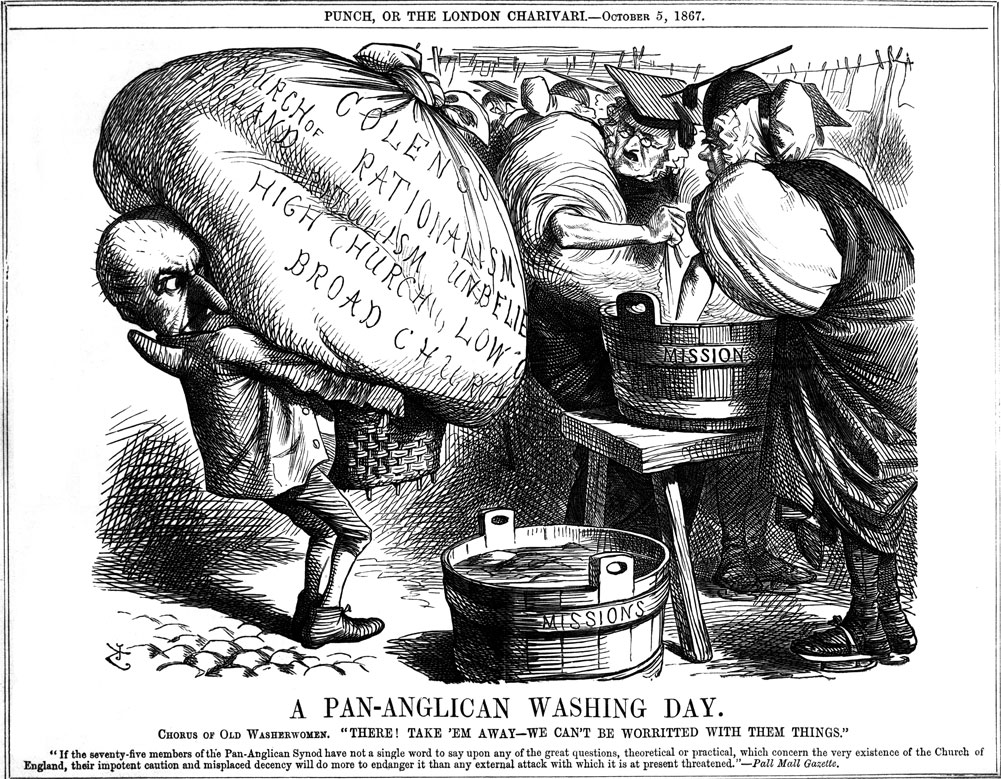 PUNCH, OR THE LONDON CHARIVARI.—October 5, 1867.
CHYRCH OF
ENGLAND
COLENSO
RATIONALISM
RITUALISM UNBELIE
HIGH CHURCH, LOW
BROAD CHURC
MISSION
MISSIONS
A PAN-ANGLICAN WASHING DAY.
Chorus of Old Washerwomen. "THERE! TAKE 'EM AWAY—WE CAN'T BE WORRITED WITH THEM THINGS."
"If the seventy-five members of the Pan-Anglican Synod have not a single word to say upon any of the great questions, theoretical or practical, which concern the very existence of the Church of
England, their impotent caution and misplaced decency will do more to endanger it than any external attack with which it is at present threatened."—Pall Mall Gazette.